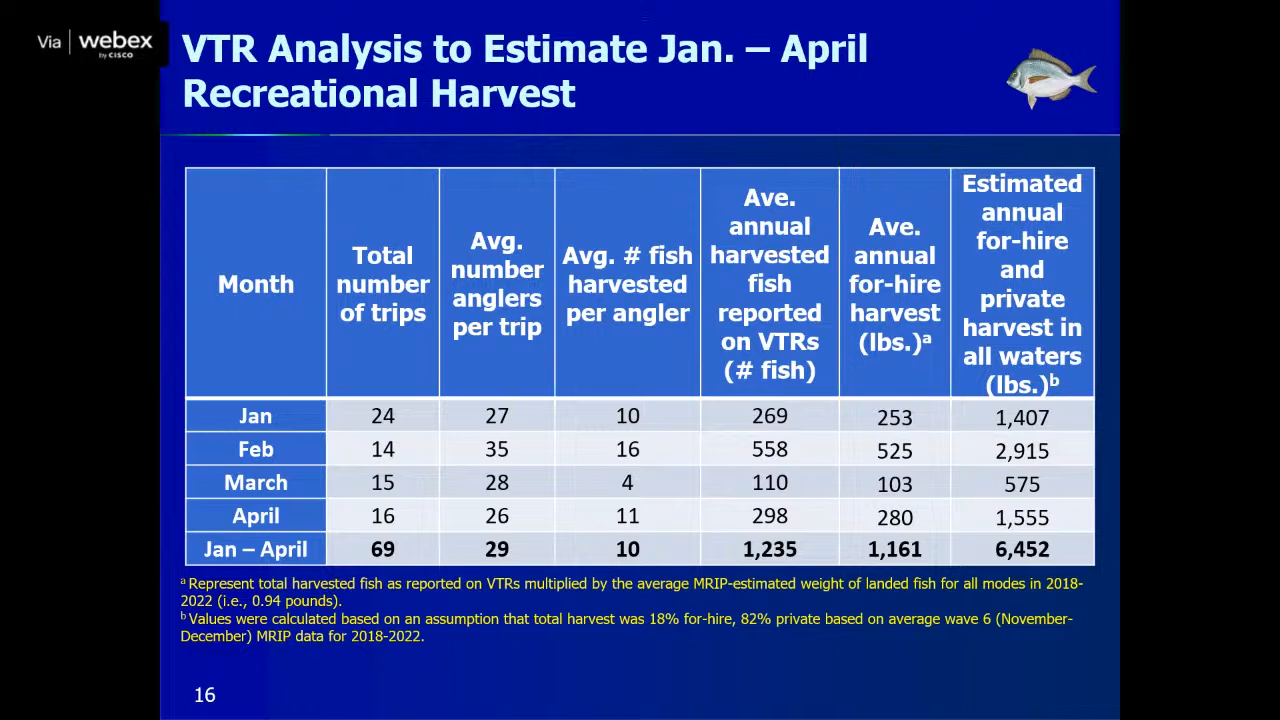 Via | webex
by CISCO
VTR Analysis to Estimate Jan. – April
Recreational Harvest
Month
Total
number
of trips
Avg.
number
anglers
per trip
Avg. # fish
harvested
per angler
Ave.
annual
harvested
fish
reported
on VTRs
(# fish)
Ave.
annual
for-hire
harvest
(lbs.)a
Estimated
annual
for-hire
and
private
harvest in
all waters
(lbs.)b
Jan 24 27 10 269 253 1,407
Feb 14 35 16 558 525 2,915
March 15 28 4 110 103 575
April 16 26 11 298 280 1,555
Jan – April 69 29 10 1,235 1,161 6,452
a Represent total harvested fish as reported on VTRs multiplied by the average MRIP-estimated weight of landed fish for all modes in 2018-
2022 (i.e., 0.94 pounds).
b Values were calculated based on an assumption that total harvest was 18% for-hire, 82% private based on average wave 6 (November-
December) MRIP data for 2018-2022.
16